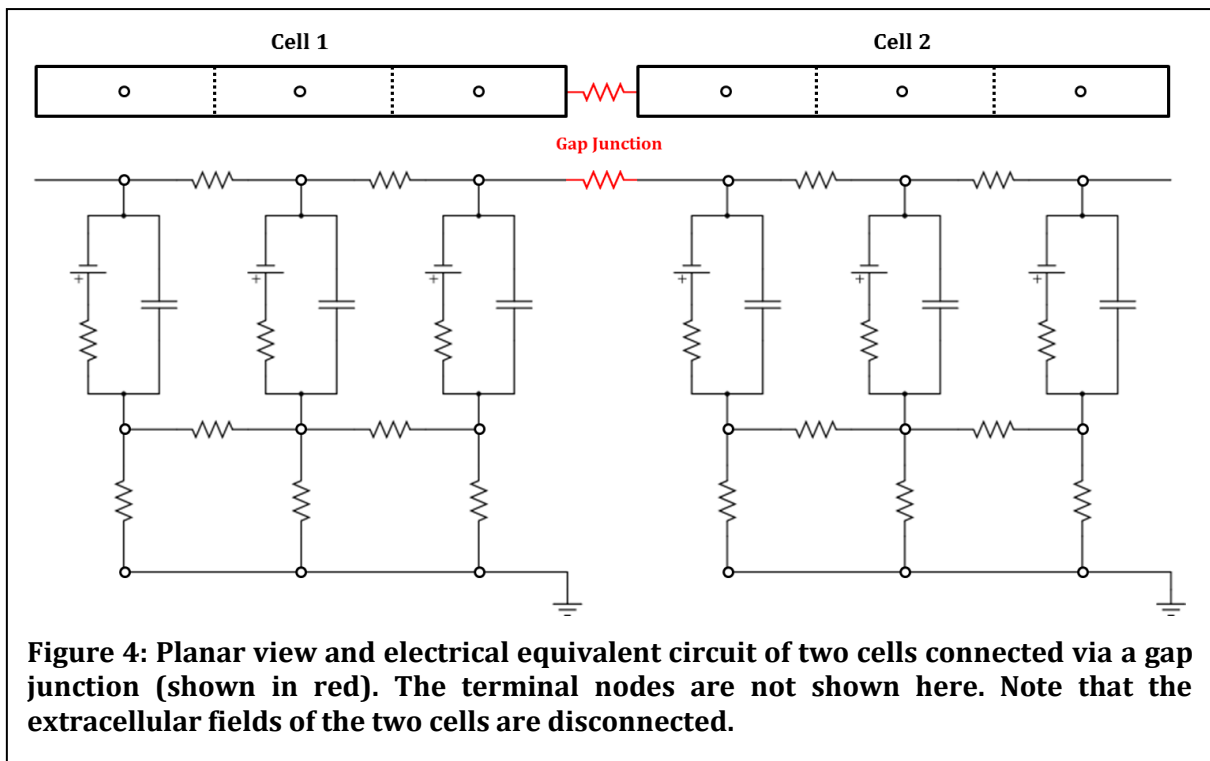 Cell 1
Cell 2
Gap Junction
+
+
+
+
+
+
Figure 4: Planar view and electrical equivalent circuit of two cells connected via a gap
junction (shown in red). The terminal nodes are not shown here. Note that the
extracellular fields of the two cells are disconnected.